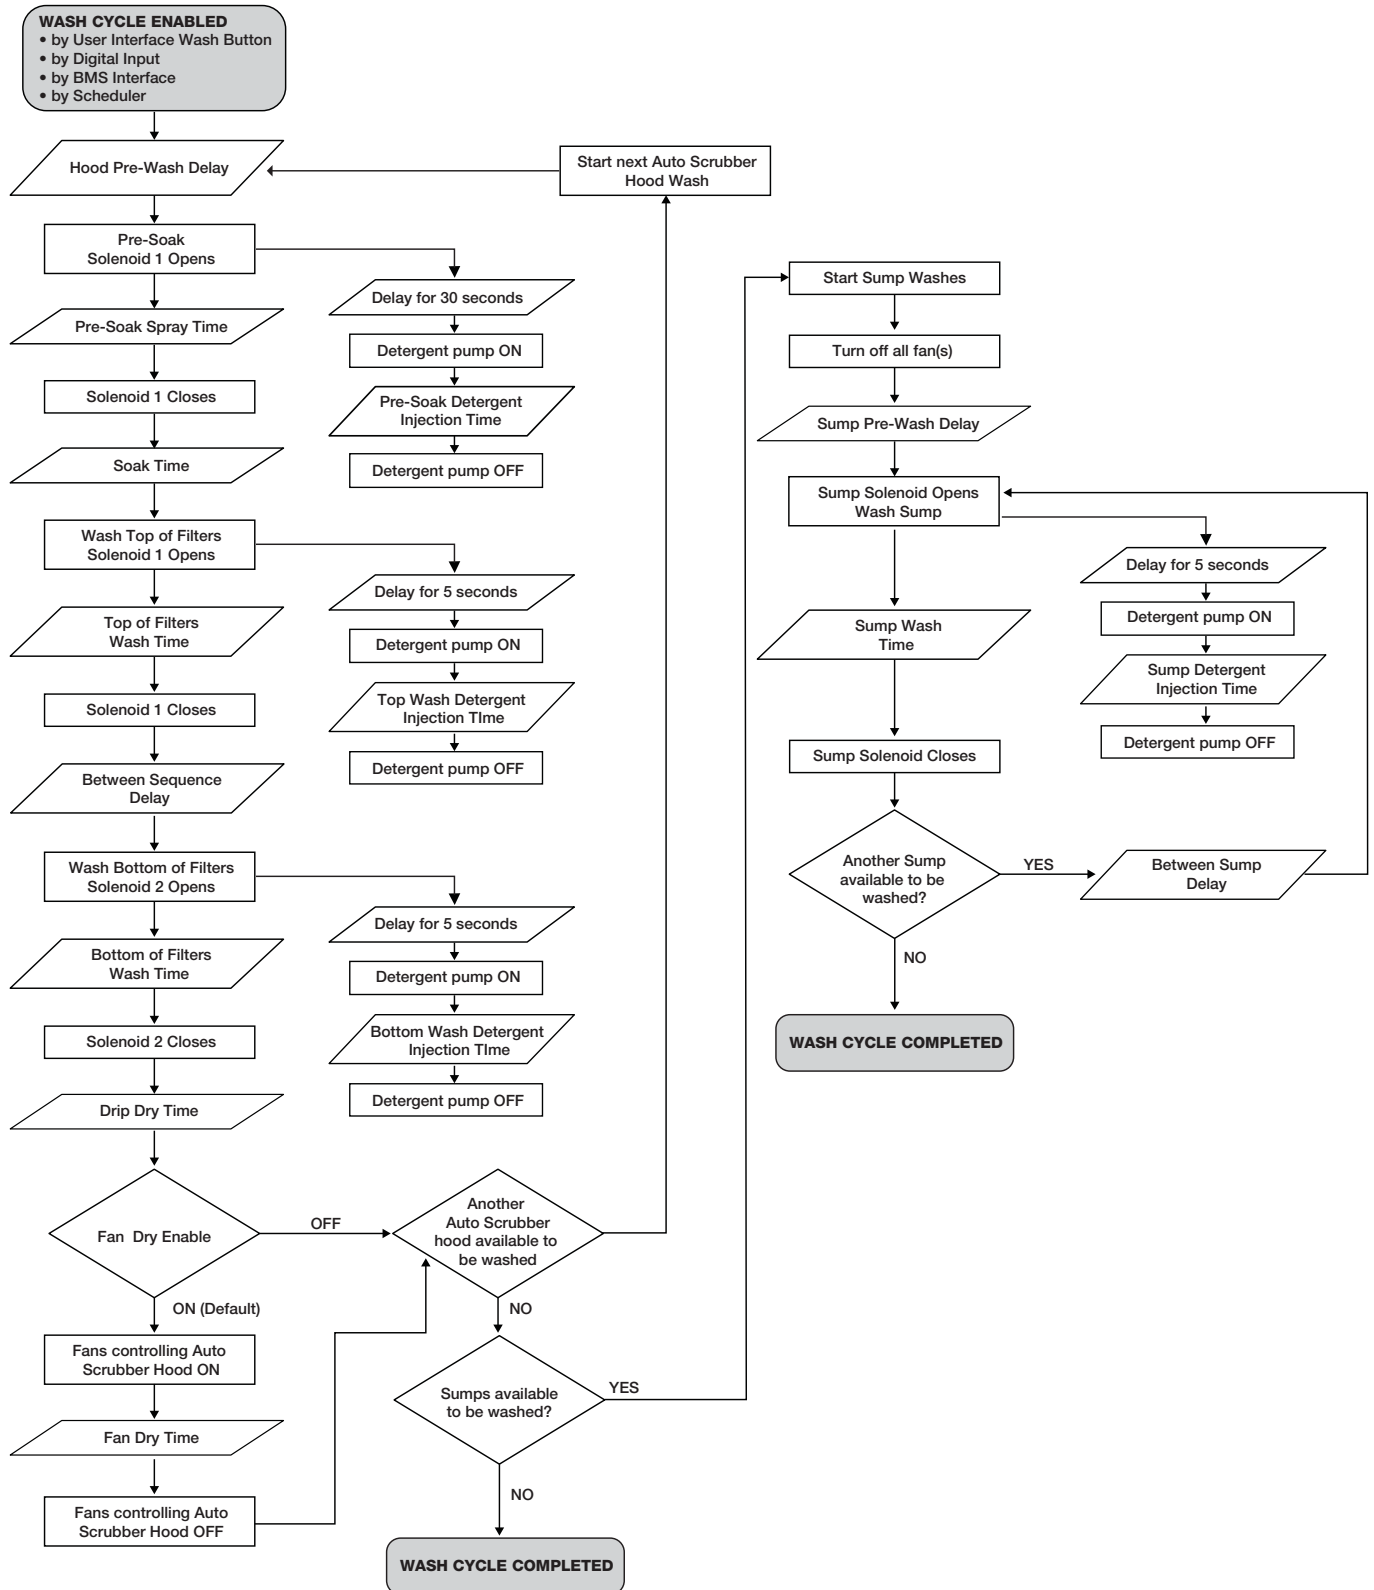 WASH CYCLE ENABLED
• by User Interface Wash Button
• by Digital Input
• by BMS Interface
• by Scheduler
Hood Pre-Wash Delay
Start next Auto Scrubber
Hood Wash
Pre-Soak
Solenoid 1 Opens
Delay for 30 seconds
Pre-Soak Spray Time
Detergent pump ON
Solenoid 1 Closes
Pre-Soak Detergent
Injection Time
Soak Time
Detergent pump OFF
Wash Top of Filters
Solenoid 1 Opens
Delay for 5 seconds
Top of Filters
Wash Time
Detergent pump ON
Solenoid 1 Closes
Top Wash Detergent
Injection TIme
Between Sequence
Delay
Detergent pump OFF
Wash Bottom of Filters
Solenoid 2 Opens
Delay for 5 seconds
Bottom of Filters
Wash Time
Detergent pump ON
Solenoid 2 Closes
Bottom Wash Detergent
Injection TIme
Drip Dry Time
Detergent pump OFF
Fan Dry Enable
OFF
Another
Auto Scrubber
hood available to
be washed
ON (Default)
NO
Fans controlling Auto
Scrubber Hood ON
Sumps available
to be washed?
YES
Fan Dry Time
NO
Fans controlling Auto
Scrubber Hood OFF
WASH CYCLE COMPLETED
Start Sump Washes
Turn off all fan(s)
Sump Pre-Wash Delay
Sump Solenoid Opens
Wash Sump
Delay for 5 seconds
Detergent pump ON
Sump Wash
Time
Sump Detergent
Injection Time
Detergent pump OFF
Sump Solenoid Closes
Another Sump
available to be
washed?
YES
Between Sump
Delay
NO
WASH CYCLE COMPLETED